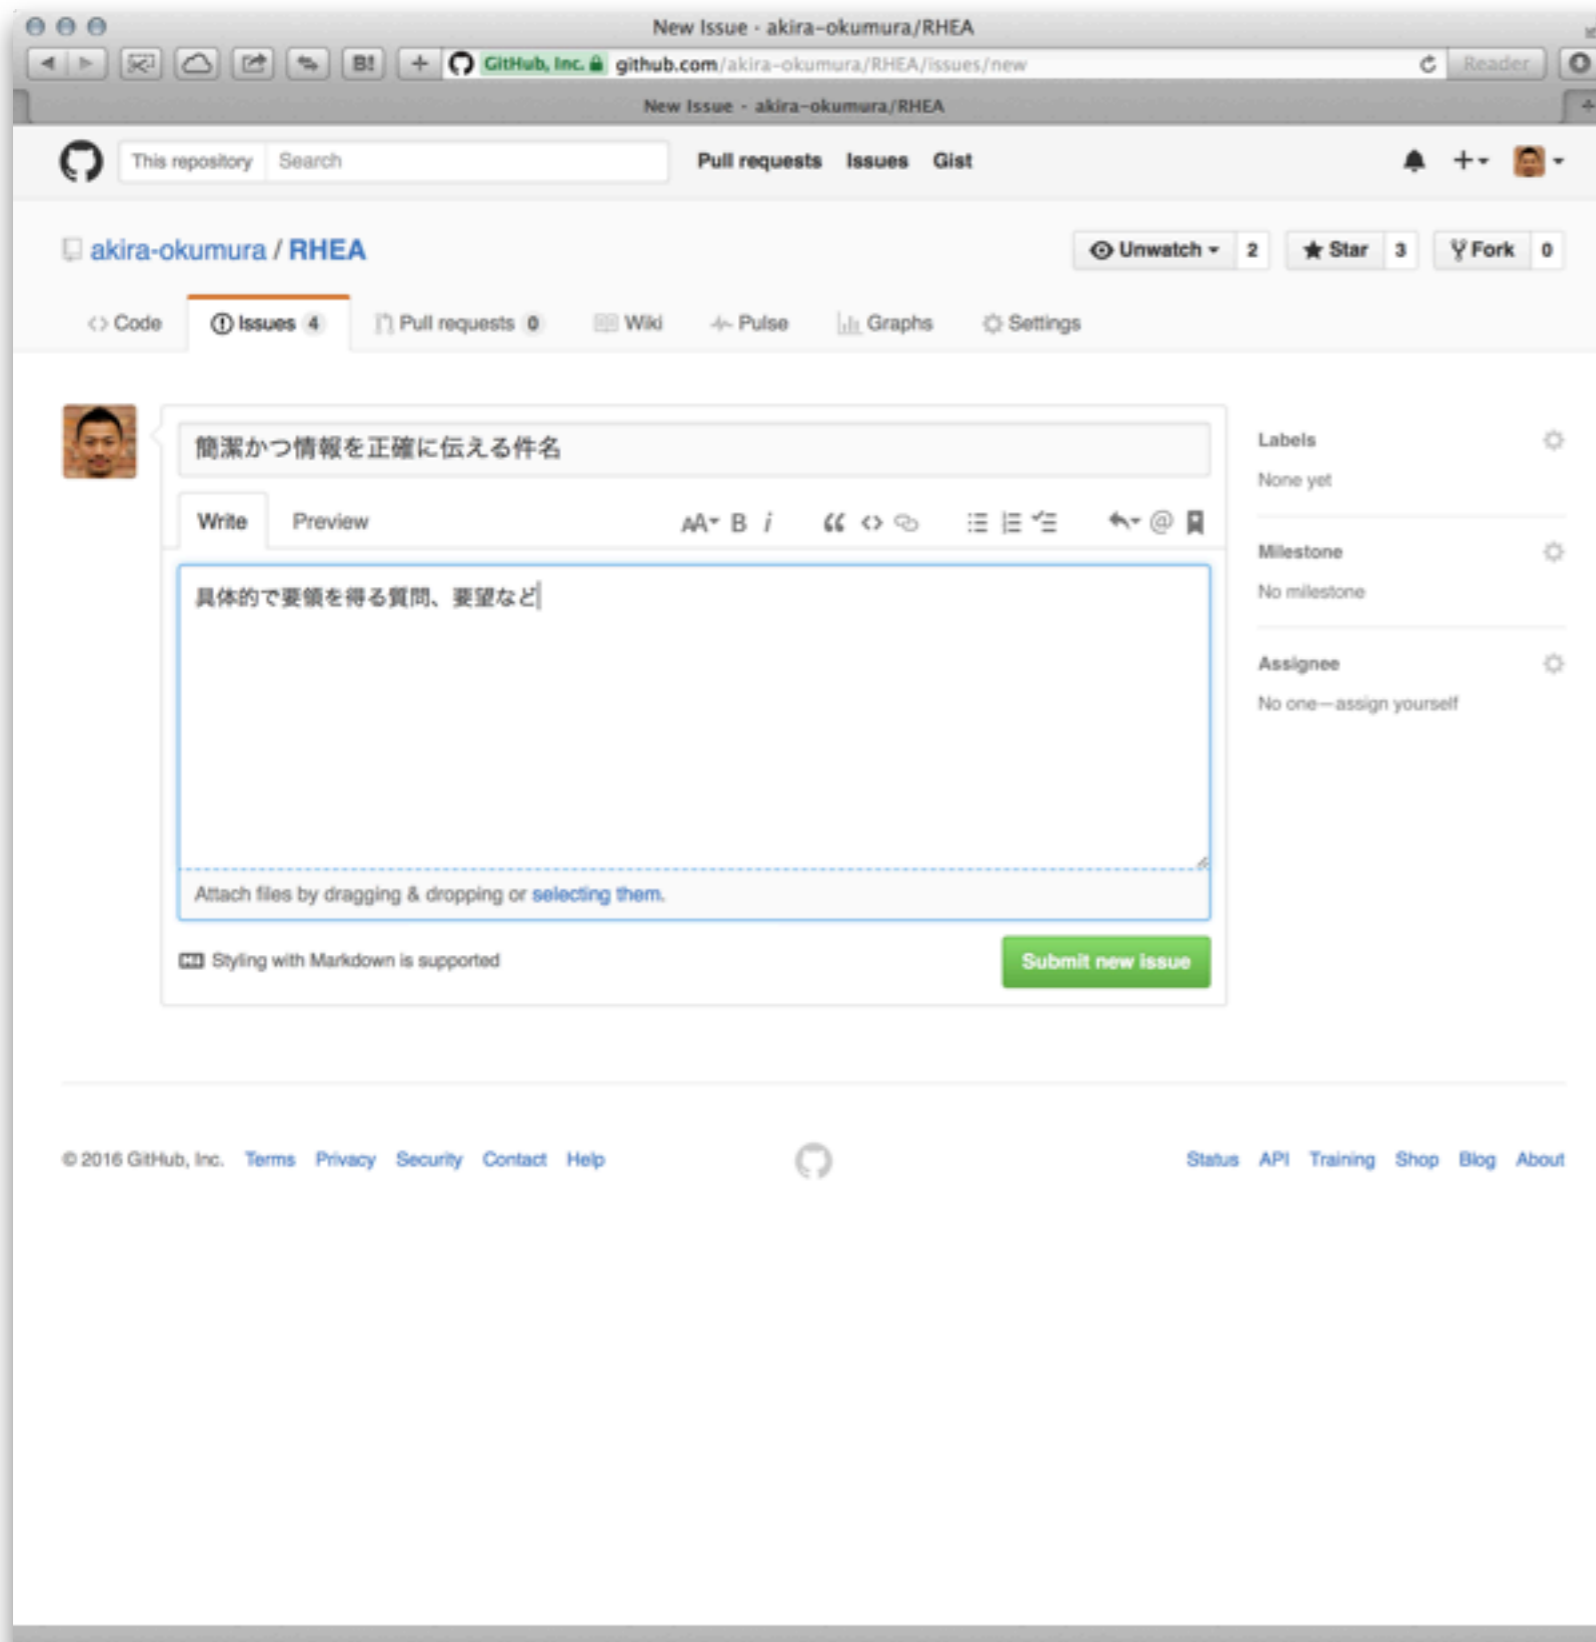 New Issue · akira-okumura/RHEA
B! + GitHub, Inc. github.com/akira-okumura/RHEA/issues/new Reader
New Issue · akira-okumura/RHEA
This repository Search Pull requests Issues Gist
akira-okumura / RHEA Unwatch 2 Star 3 Fork 0
Code Issues 4 Pull requests 0 Wiki Pulse Graphs Settings
簡潔かつ情報を正確に伝える件名
Labels
None yet
Write Preview AA B i
Milestone
No milestone
具体的で要領を得る質問、要望など
Assignee
No one—assign yourself
Attach files by dragging & dropping or selecting them.
Styling with Markdown is supported Submit new issue
© 2016 GitHub, Inc. Terms Privacy Security Contact Help Status API Training Shop Blog About